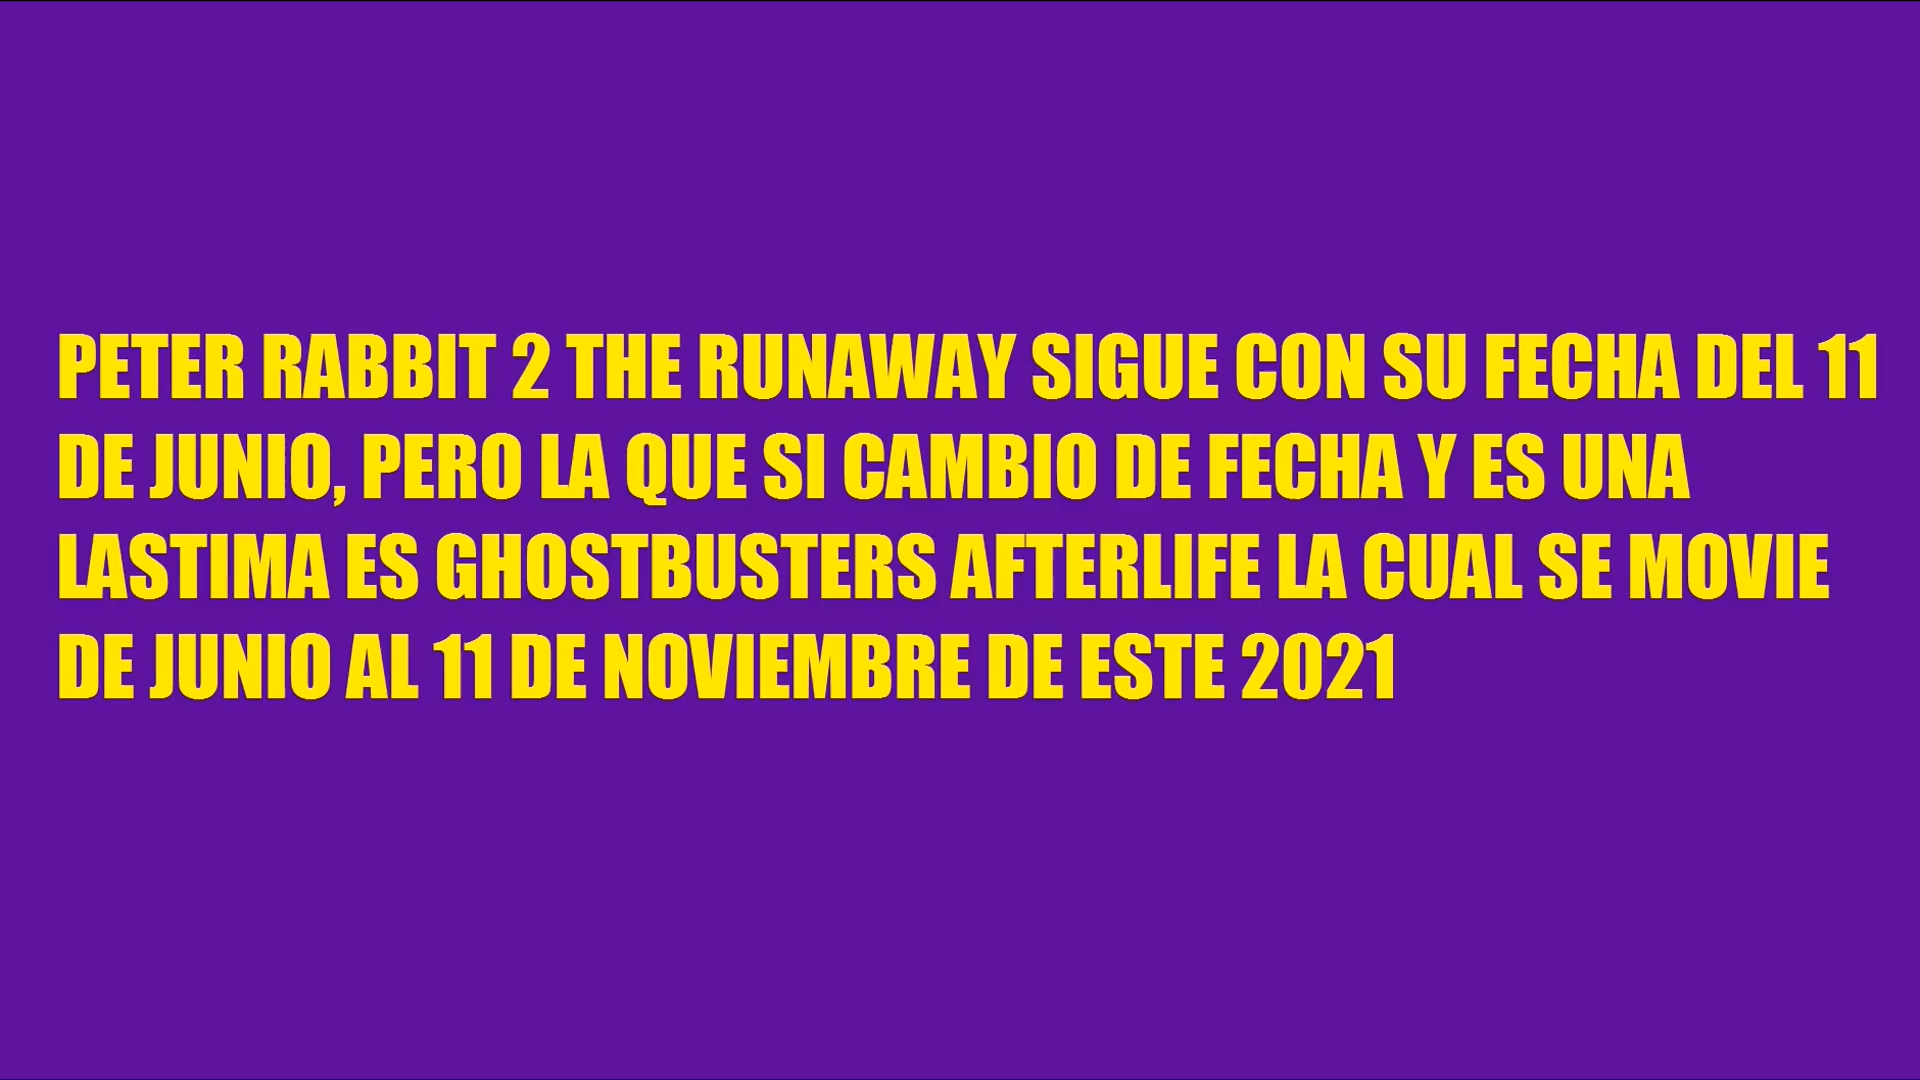 PETER RABBIT 2 THE RUNAWAY SIGUE CON SU FECHA DEL 11
DE JUNIO, PERO LA QUE SI CAMBIO DE FECHA Y ES UNA
LASTIMA ES GHOSTBUSTERS AFTERLIFE LA CUAL SE MOVIE
DE JUNIO AL 11 DE NOVIEMBRE DE ESTE 2021